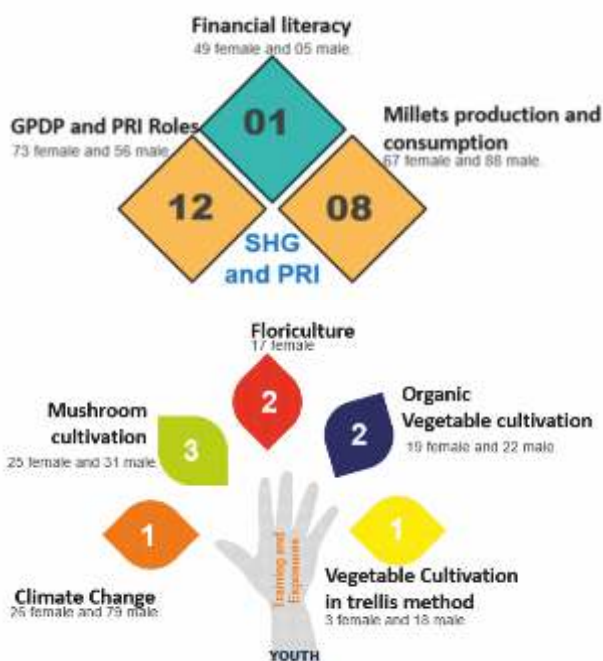 Financial literacy
49 female and 05 male
01
GPDP and PRI Roles
73 female and 56 male
Millets production and
consumption
67 female and 88 male
12
08
SHG
and PRI
Floriculture
17 female
2
Mushroom
cultivation
25 female and 31 male
3
Organic
Vegetable cultivation
19 female and 22 male
2
1
Climate Change
26 female and 79 male
1
Vegetable Cultivation
in trellis method
3 female and 18 male
Training and
Exposures
YOUTH